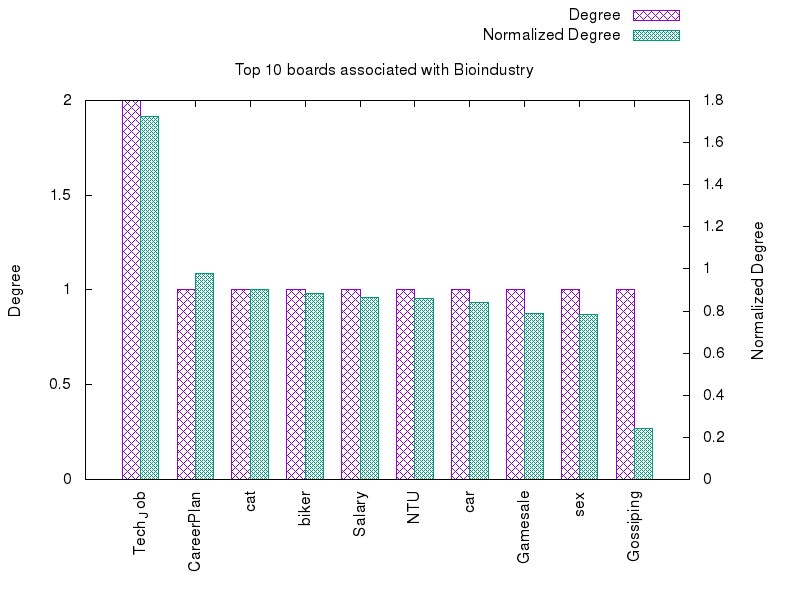 Degree
Normalized Degree
Top 10 boards associated with Bioindustry
2
1.5
1
0.5
0
1.8
1.6
1.4
1.2
1
0.8
0.6
0.4
0.2
0
Degree
Normalized Degree
Tech_Job
CareerPlan
cat
biker
Salary
NTU
car
Gamesale
sex
Gossiping